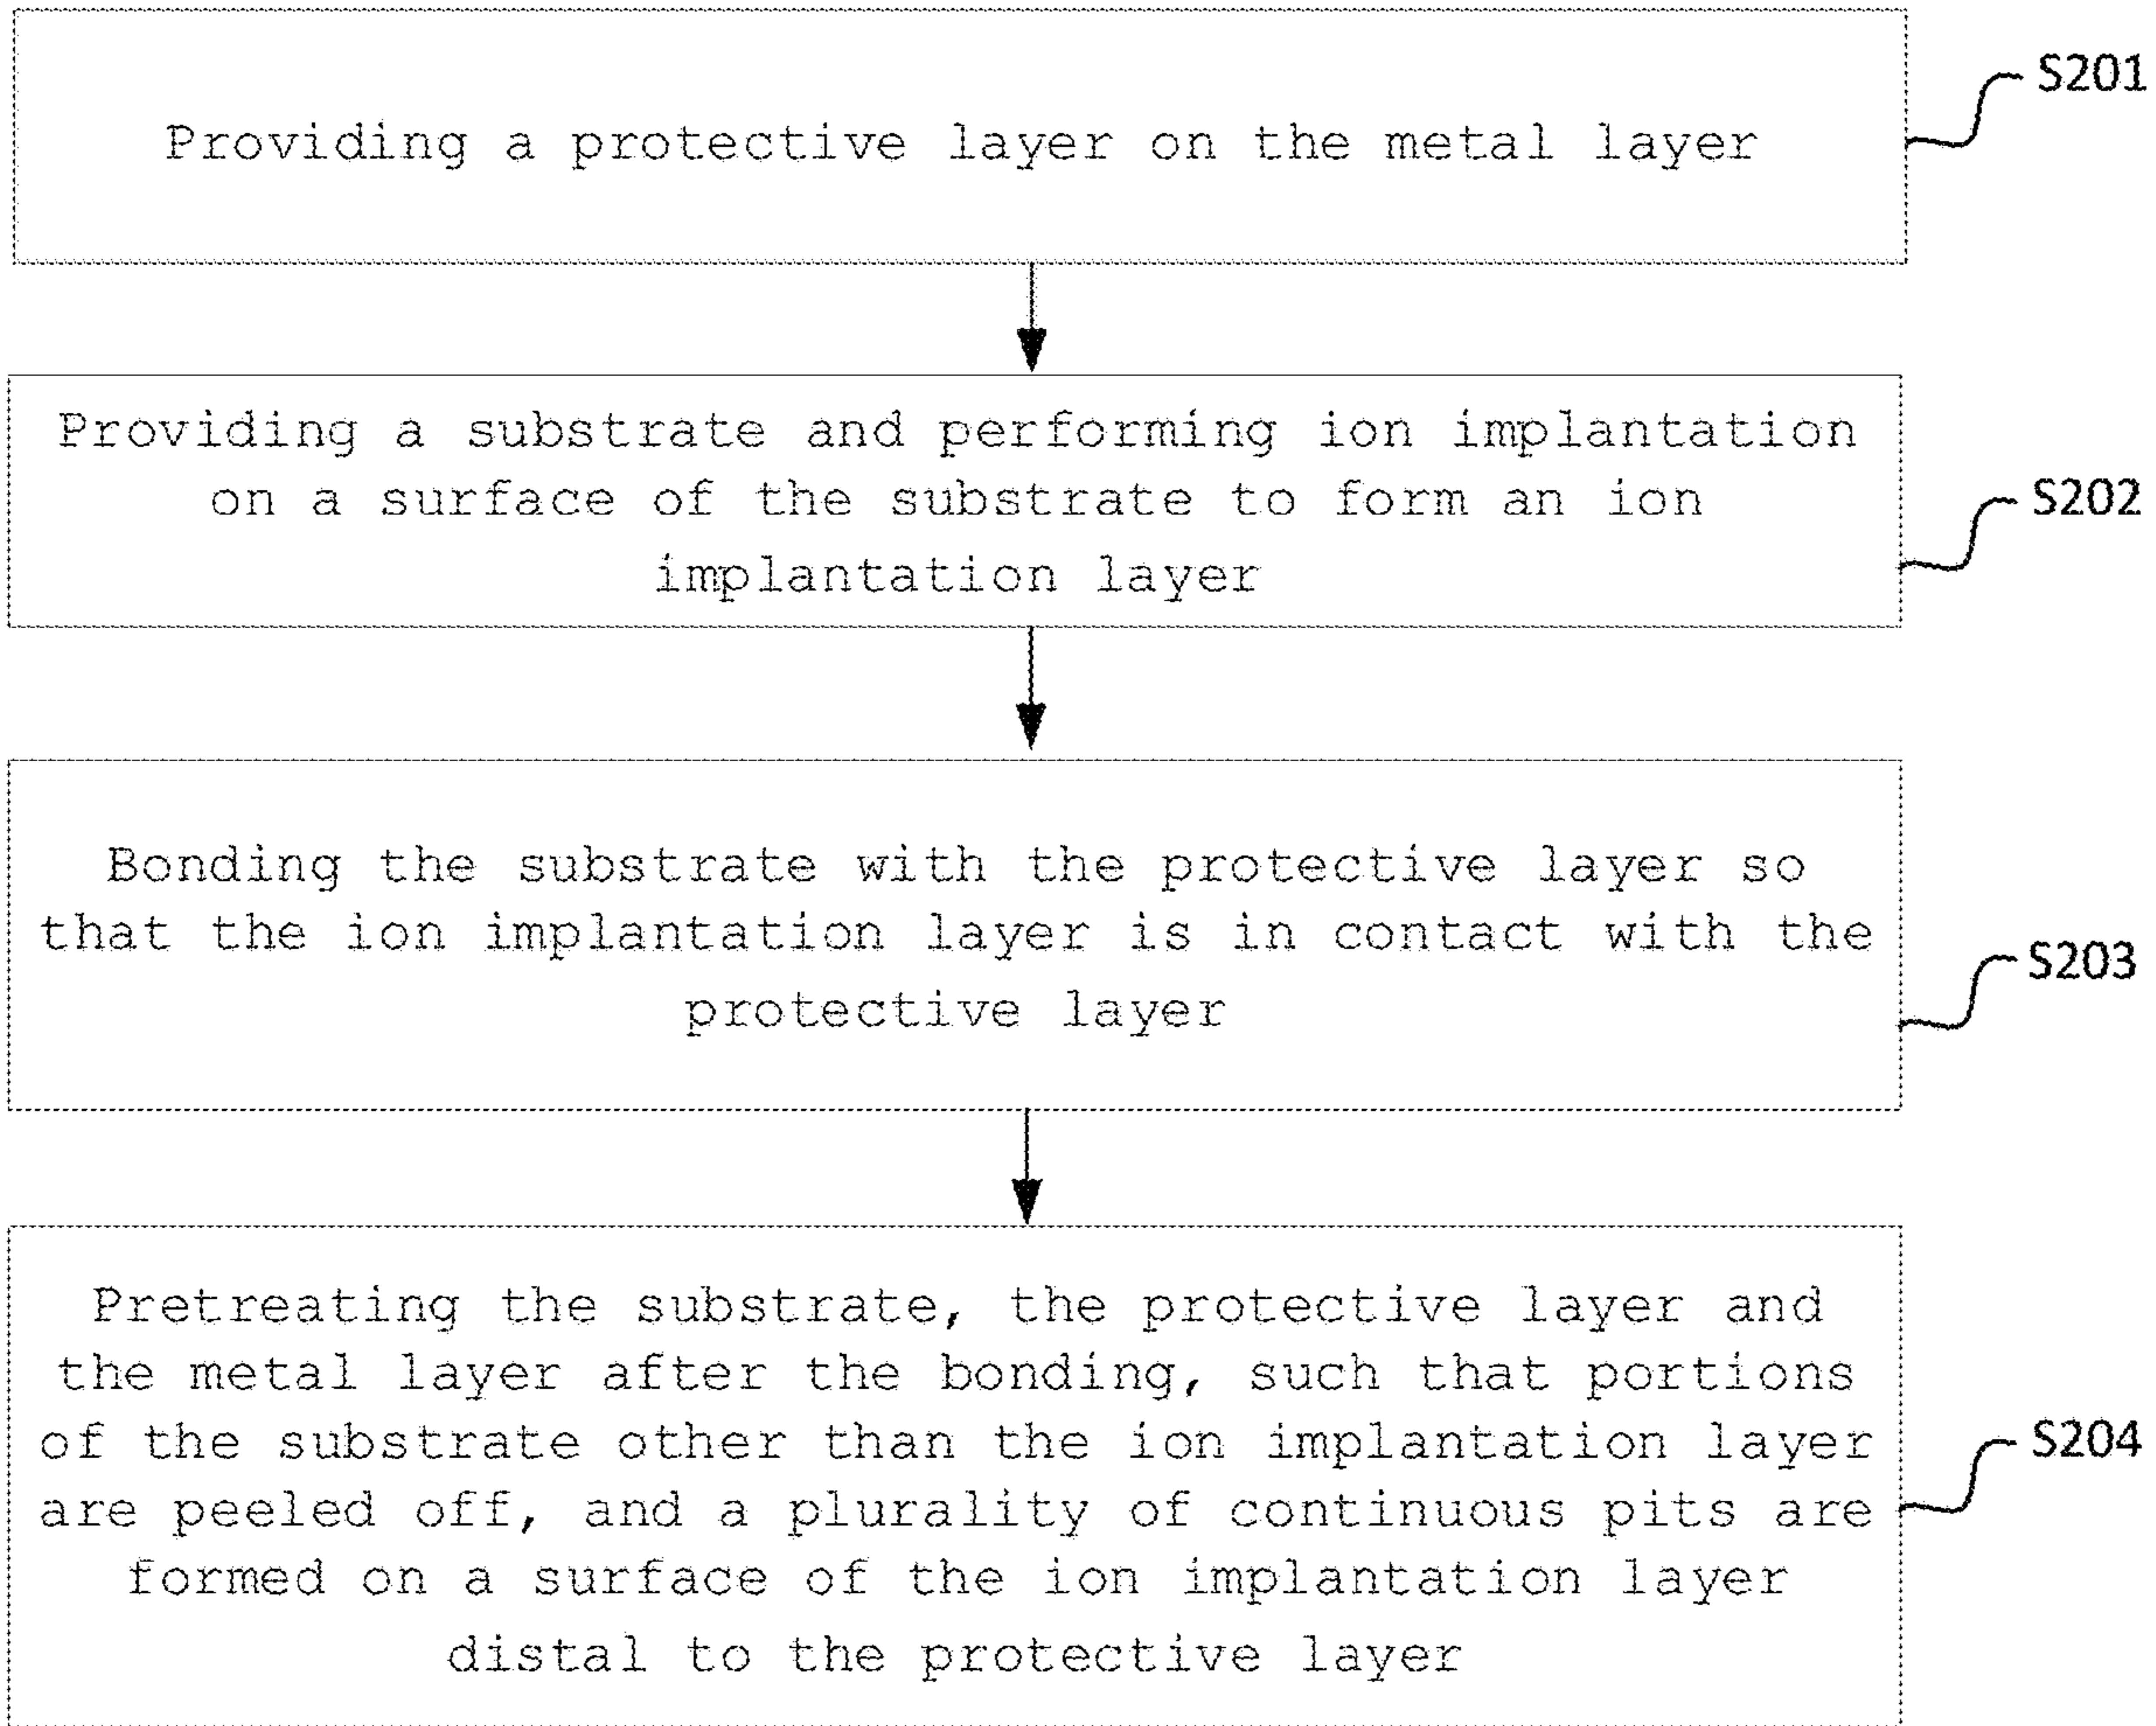 Providing a protective layer on the metal layer
S201
Providing a substrate and performing ion implantation
on a surface of the substrate to form an ion
implantation layer
S202
Bonding the substrate with the protective layer so
that the ion implantation layer is in contact with the
protective layer
S203
Pretreating the substrate, the protective layer and
the metal layer after the bonding, such that portions
of the substrate other than the ion implantation layer
are peeled off, and a plurality of continuous pits are
formed on a surface of the ion implantation layer
distal to the protective layer
S204